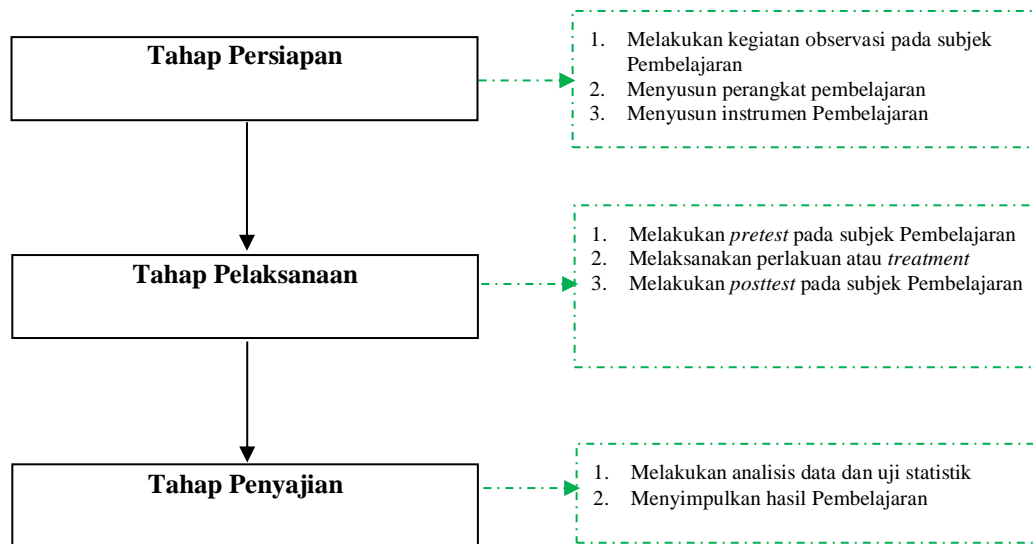 Tahap Persiapan
1. Melakukan kegiatan observasi pada subjek
Pembelajaran
2. Menyusun perangkat pembelajaran
3. Menyusun instrumen Pembelajaran
Tahap Pelaksanaan
1. Melakukan pretest pada subjek Pembelajaran
2. Melaksanakan perlakuan atau treatment
3. Melakukan posttest pada subjek Pembelajaran
Tahap Penyajian
1. Melakukan analisis data dan uji statistik
2. Menyimpulkan hasil Pembelajaran